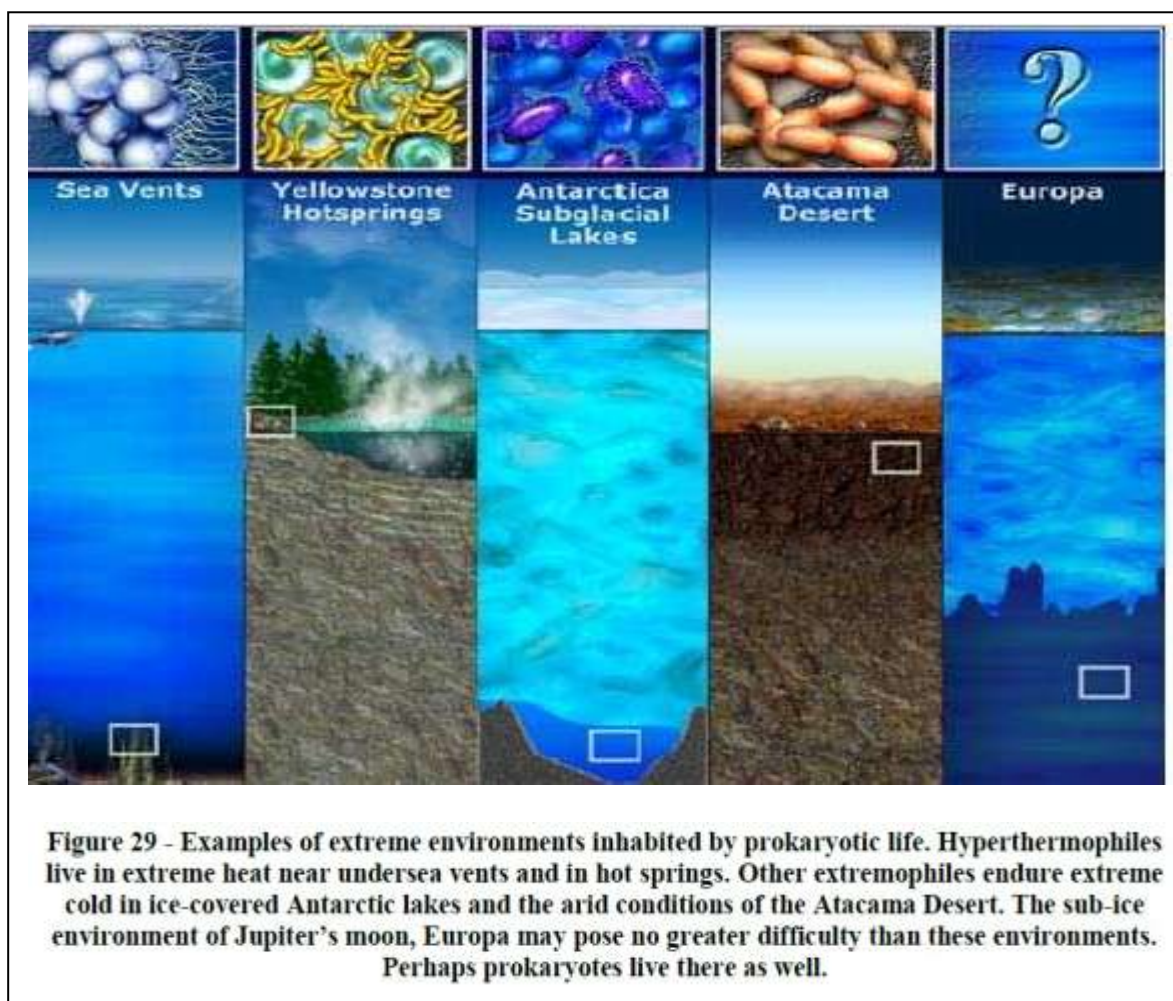 ?
Sea Vents
Yellowstone
Hotsprings
Antarctica
Subglacial
Lakes
Atacama
Desert
Europa
Figure 29 - Examples of extreme environments inhabited by prokaryotic life. Hyperthermophiles
live in extreme heat near undersea vents and in hot springs. Other extremophiles endure extreme
cold in ice-covered Antarctic lakes and the arid conditions of the Atacama Desert. The sub-ice
environment of Jupiter’s moon, Europa may pose no greater difficulty than these environments.
Perhaps prokaryotes live there as well.